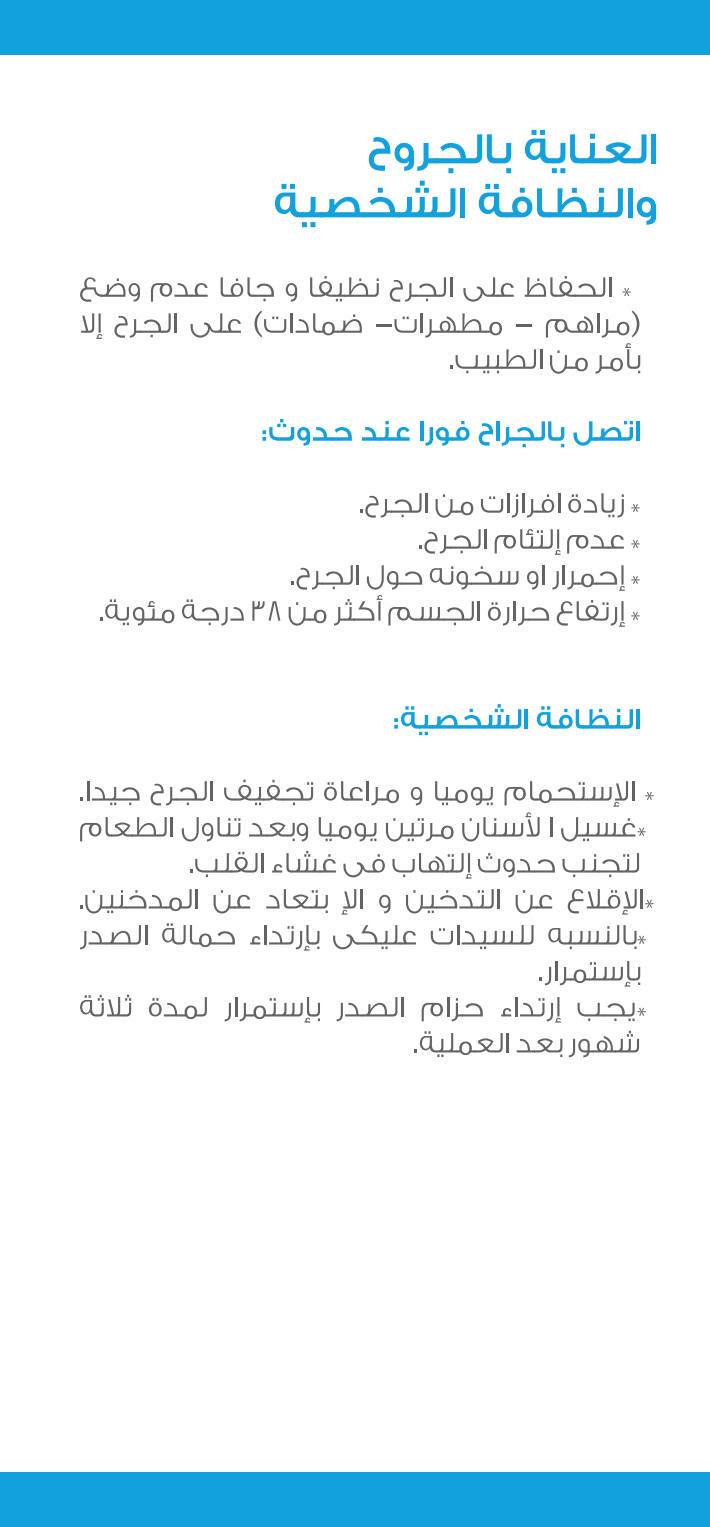 العناية بالجروح
والنظافة الشخصية
* الحفاظ على الجرح نظيفا و جافا عدم وضع
(مراهم – مطهرات– ضمادات) على الجرح إلا
بأمر من الطبيب.
اتصل بالجراح فورا عند حدوث:
* زيادة افرازات من الجرح.
* عدم إلتئام الجرح.
* إحمرار او سخونه حول الجرح.
* إرتفاع حرارة الجسم أكثر من ٣٨ درجة مئوية.
النظافة الشخصية:
* الإستحمام يوميا و مراعاة تجفيف الجرح جيدا.
*غسيل ا لأسنان مرتين يوميا وبعد تناول الطعام
لتجنب حدوث إلتهاب فى غشاء القلب.
*الإقلاع عن التدخين و الإ بتعاد عن المدخنين.
*بالنسبه للسيدات عليكى بإرتداء حمالة الصدر
بإستمرار.
*يجب إرتداء حزام الصدر بإستمرار لمدة ثلاثة
شهور بعد العملية.